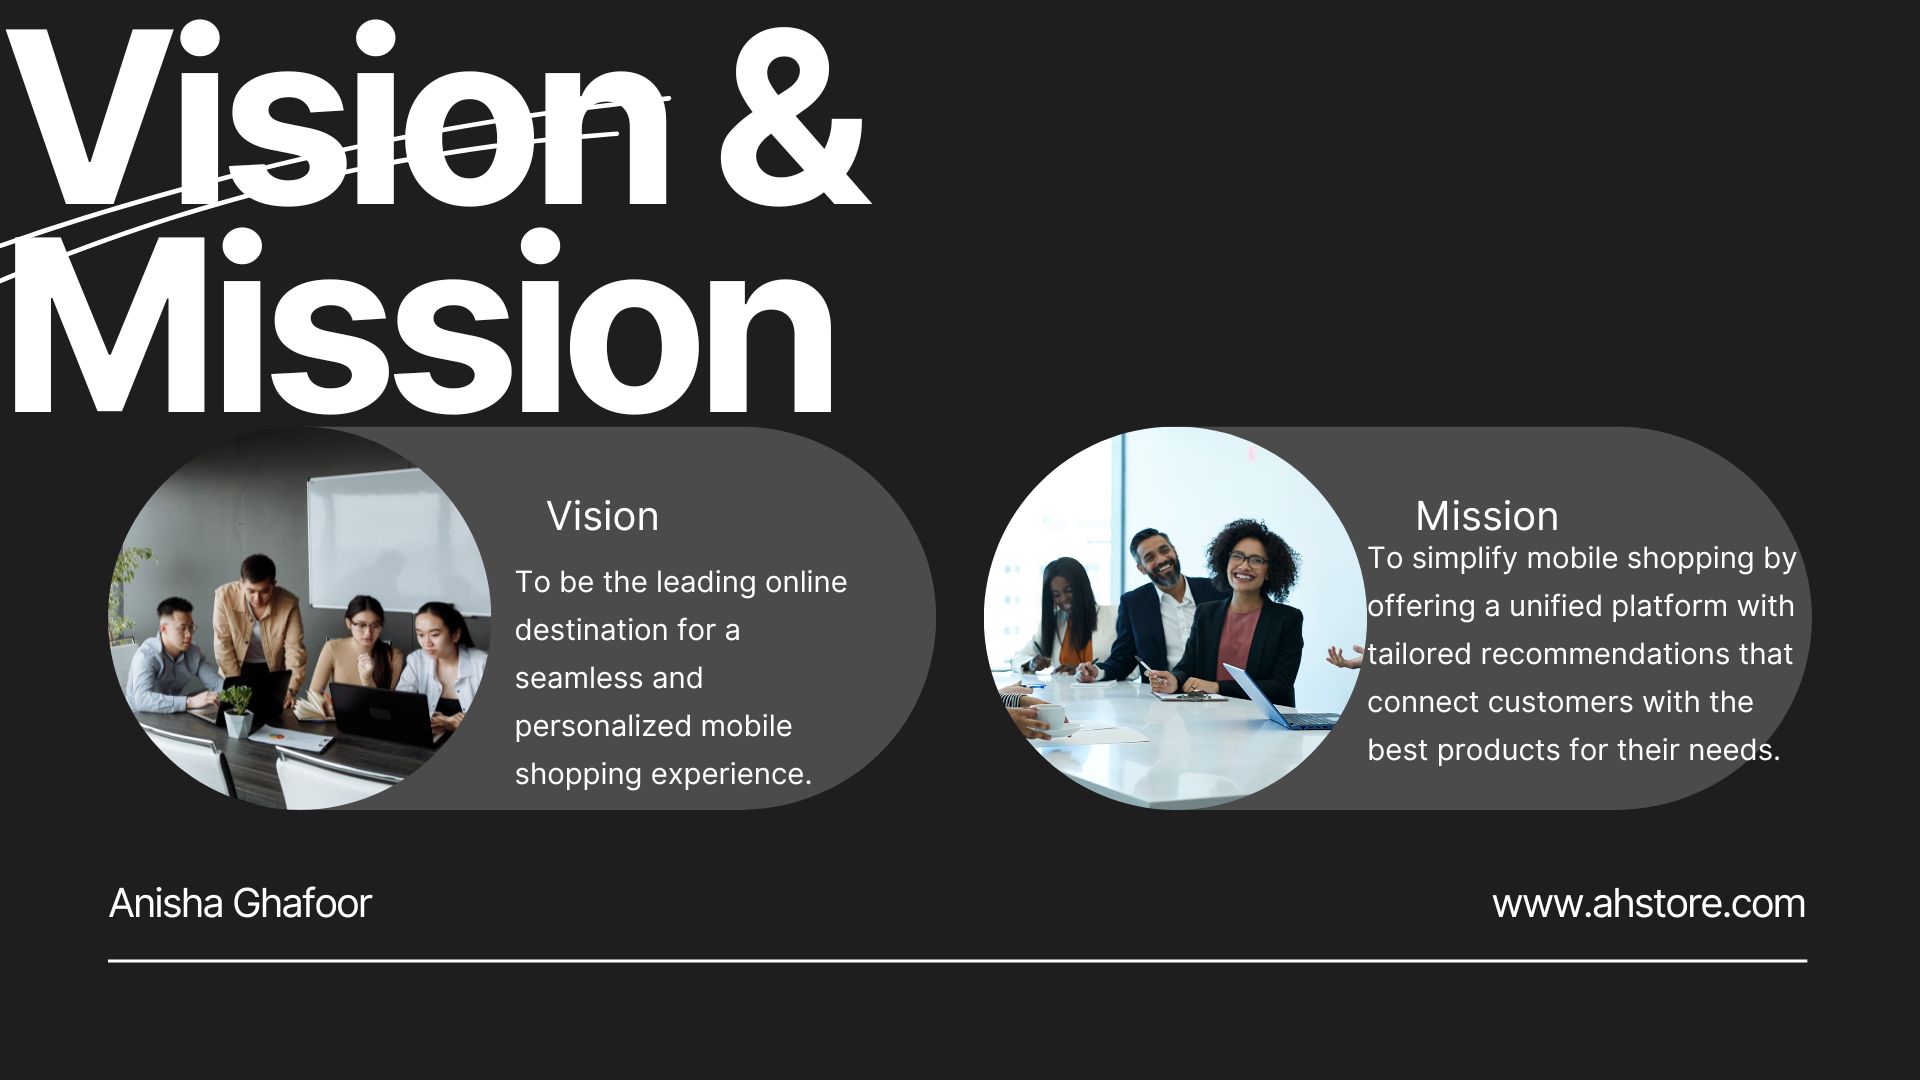 Vision &
Mission
Vision
To be the leading online
destination for a
seamless and
personalized mobile
shopping experience.
Mission
To simplify mobile shopping by
offering a unified platform with
tailored recommendations that
connect customers with the
best products for their needs.
Anisha Ghafoor
www.ahstore.com